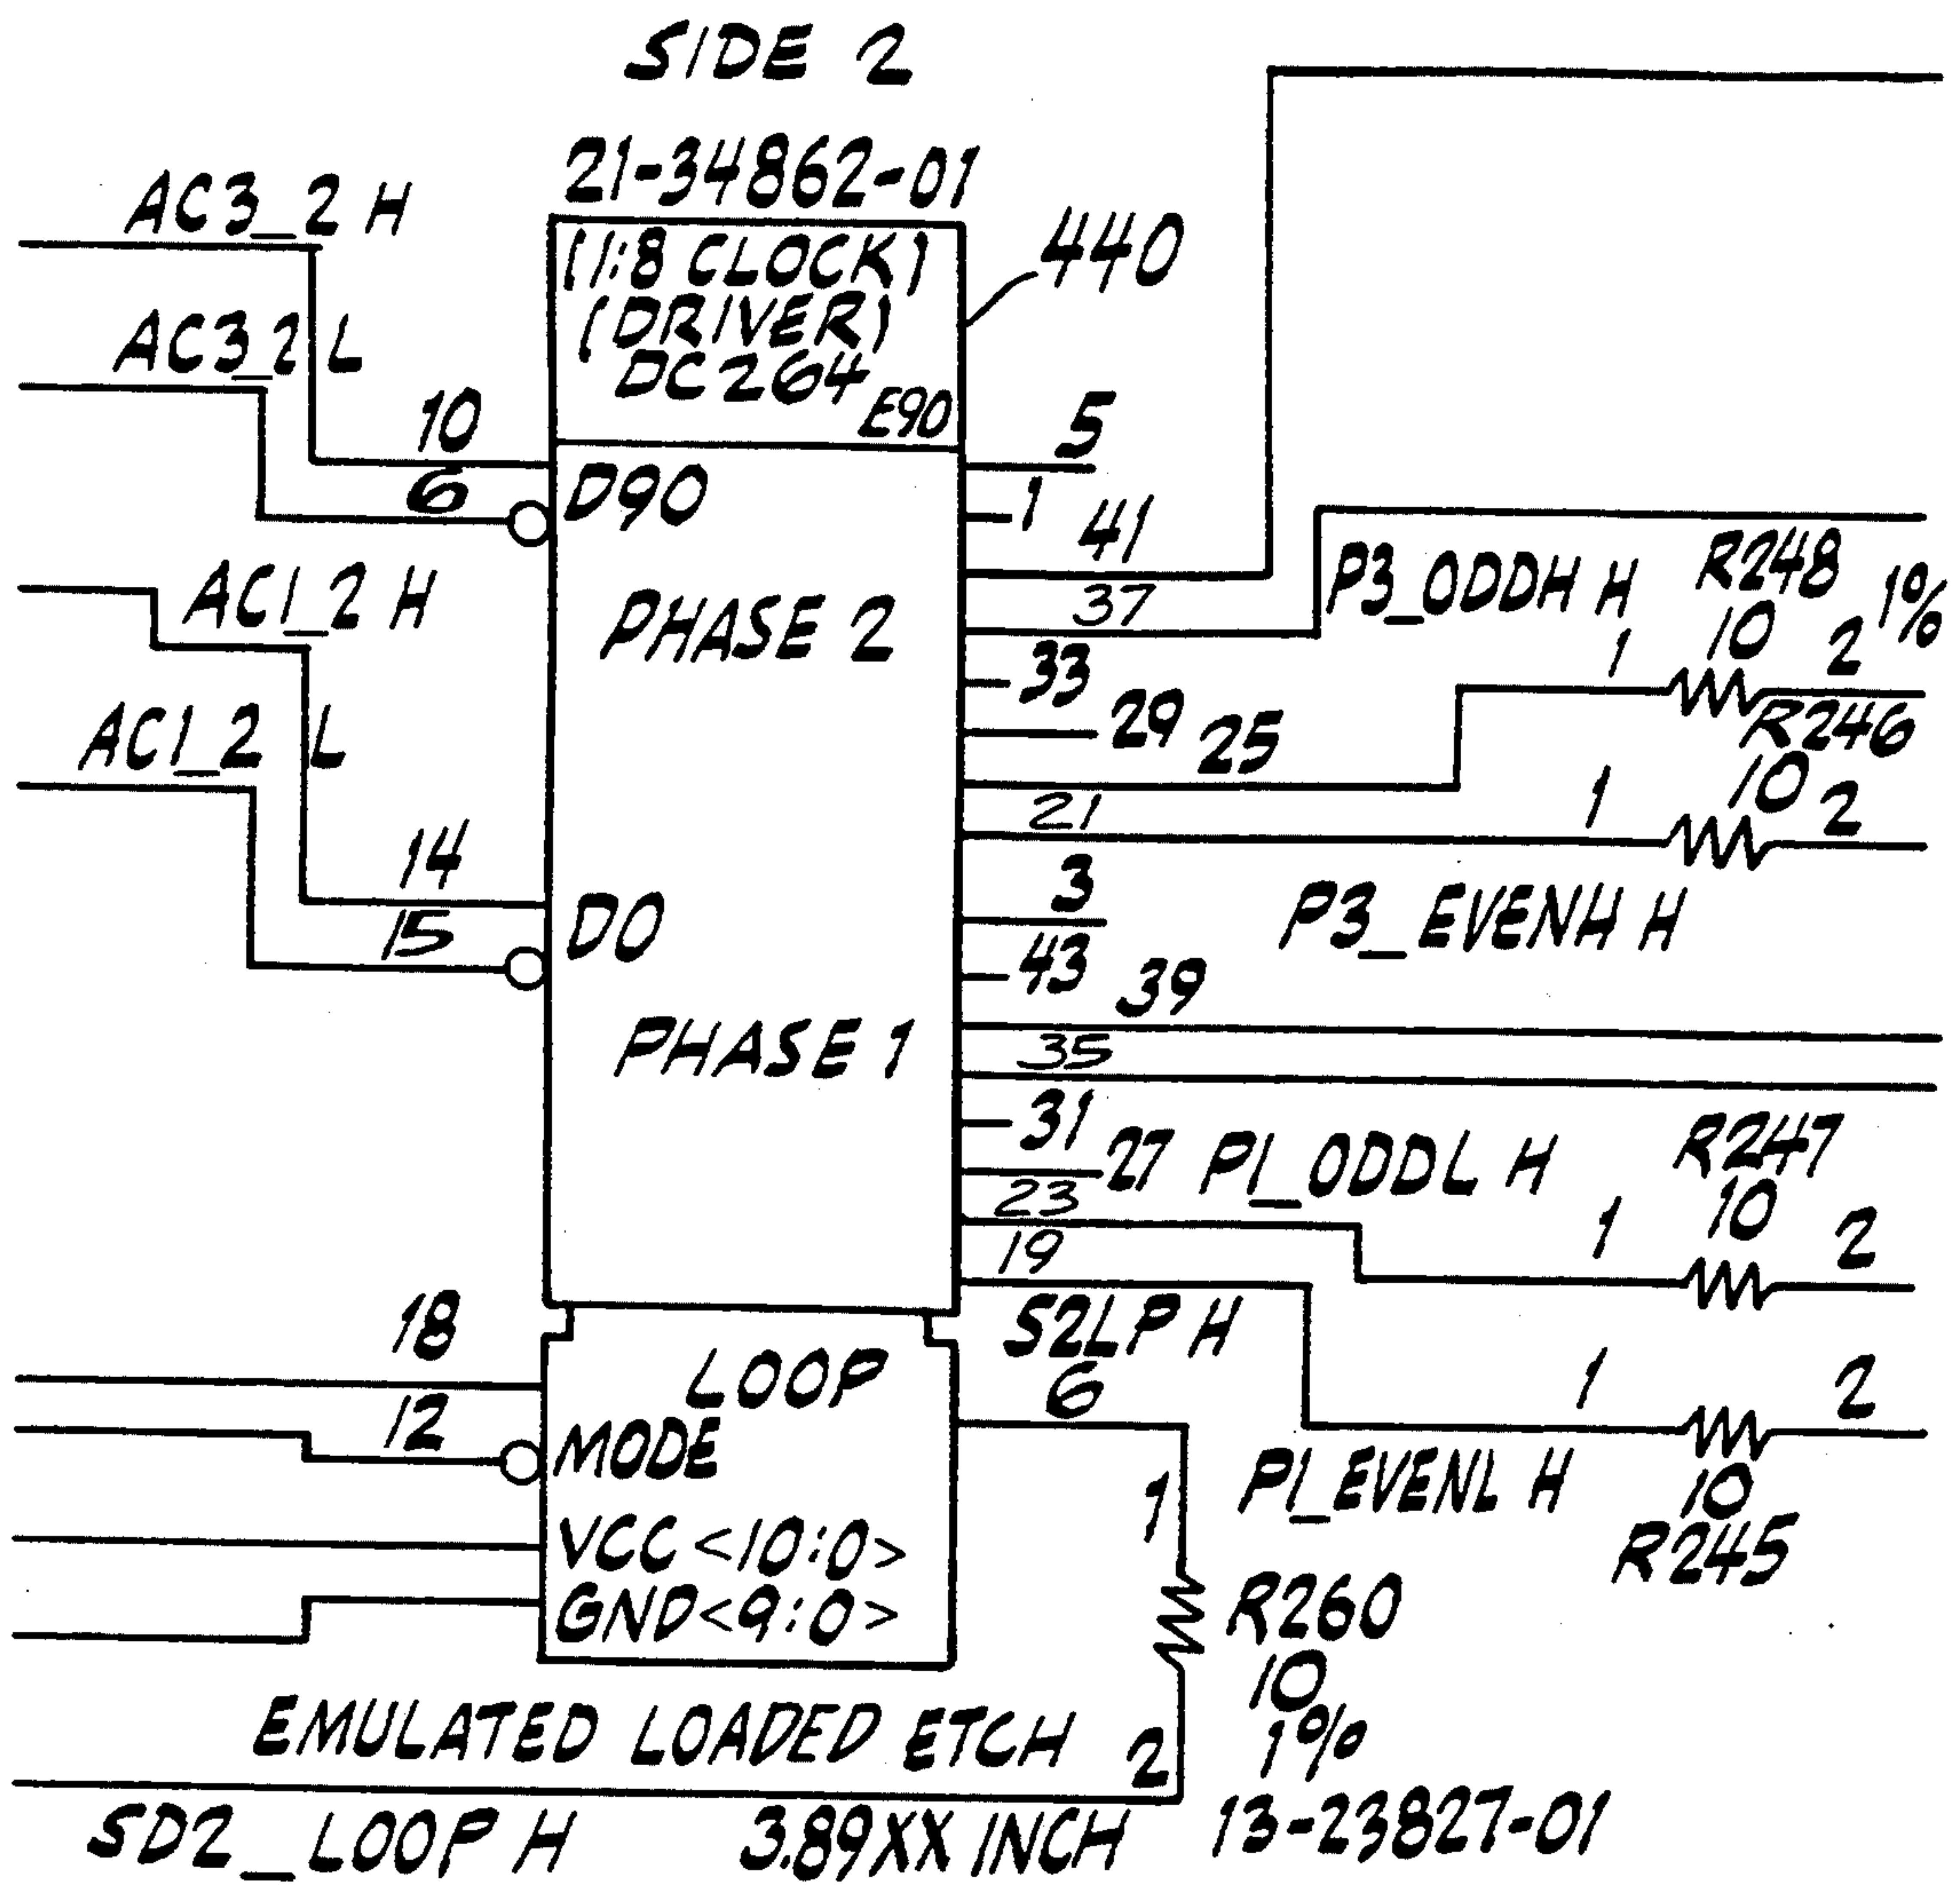 SIDE 2
21-34862-01
(1:8 CLOCK)
(DRIVER)
DC264
E90
440
AC3_2 H
AC3_2 L
10
6
D90
5
1
41
37
P3_ODDH H
R248
10
1%
1
2
PHASE 2
AC1_2 H
AC1_2 L
33
29
25
R246
10
1
2
21
P3_EVENH H
14
15
D0
3
43
39
PHASE 1
35
31
27
P1_ODDL H
R247
10
1
2
23
19
18
12
LOOP
MODE
VCC<10:0>
GND<9:0>
S2LP H
6
1
2
P1_EVENL H
10
R245
1
R260
10
1%
2
13-23827-01
EMULATED LOADED ETCH
SD2_LOOP H
3.89XX INCH